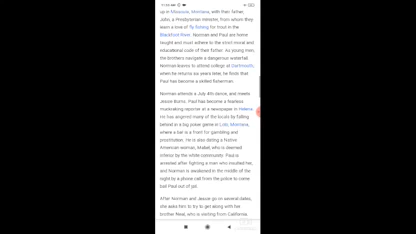 up in Missoula, Montana, with their father,
John, a Presbyterian minister, from whom they
learn a love of fly fishing for trout in the
Blackfoot River. Norman and Paul are home
taught and must adhere to the strict moral and
educational code of their father. As young men
the brothers navigate a dangerous waterfall.
Norman leaves to attend college at Dartmouth;
when he returns six years later, he finds that
Paul has become a skilled fisherman.
Norman attends a July 4th dance, and meets
Jessie Burns. Paul has become a fearless
muckraking reporter at a newspaper in Helena.
He has angered many of the locals by falling
behind in a big poker game in Lolo, Montana,
where a bar is a front for gambling and
prostitution. He is also dating a Native
American woman, Mabel, who is deemed
inferior by the white community. Paul is
arrested after fighting a man who insulted her,
and Norman is awakened in the middle of the
night by a phone call from the police to come
bail Paul out of jail.
After Norman and Jessie go on several dates,
she asks him to try to get along with her
brother Neal, who is visiting from California.